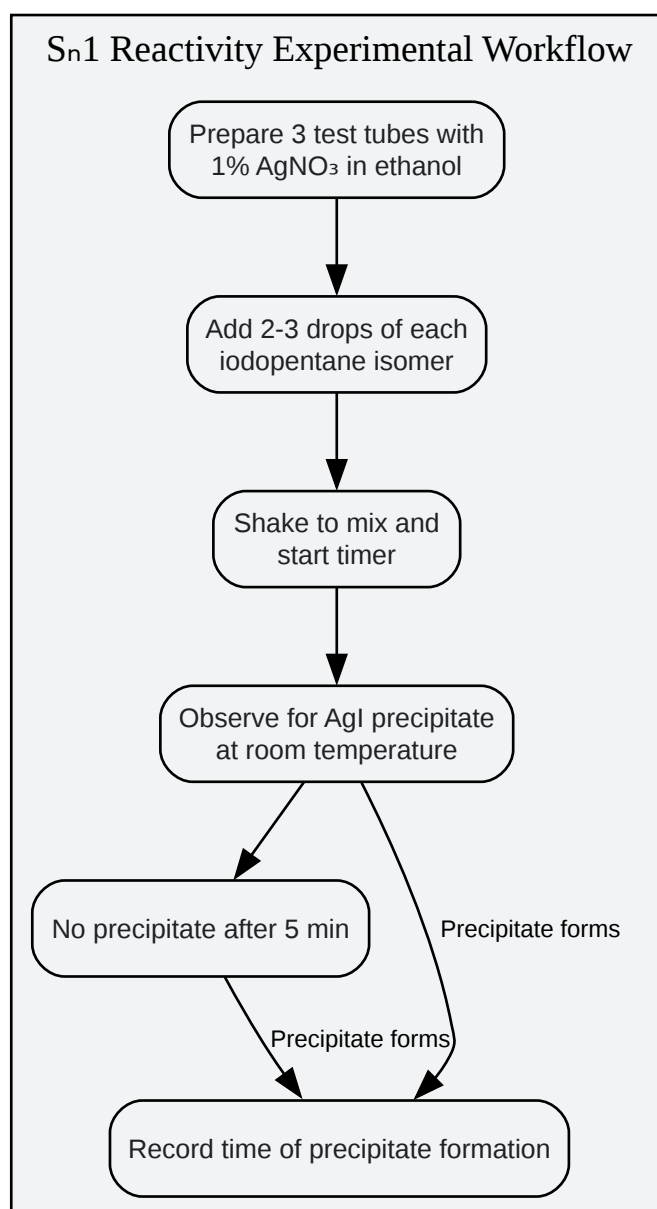 Sₙ1 Reactivity Experimental Workflow
Prepare 3 test tubes with
1% AgNO₃ in ethanol
Add 2-3 drops of each
iodopentane isomer
Shake to mix and
start timer
Observe for AgI precipitate
at room temperature
No precipitate after 5 min
Precipitate forms
Precipitate forms
Record time of precipitate formation